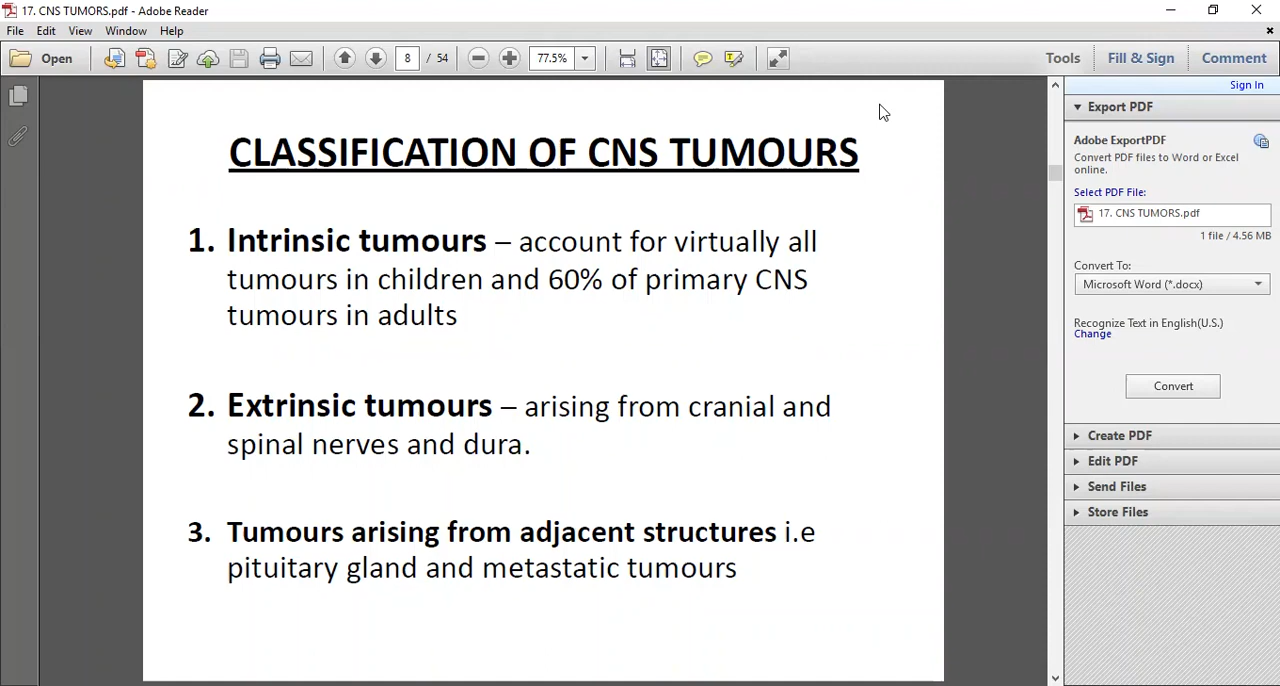 17. CNS TUMORS.pdf - Adobe Reader
File Edit View Window Help
Open 8 / 54 77.5% Tools Fill & Sign Comment
Sign In
CLASSIFICATION OF CNS TUMOURS
1. Intrinsic tumours – account for virtually all
tumours in children and 60% of primary CNS
tumours in adults
2. Extrinsic tumours – arising from cranial and
spinal nerves and dura.
3. Tumours arising from adjacent structures i.e
pituitary gland and metastatic tumours
Export PDF
Adobe ExportPDF
Convert PDF files to Word or Excel
online.
Select PDF File:
17. CNS TUMORS.pdf
1 file / 4.56 MB
Convert To:
Microsoft Word (*.docx)
Recognize Text in English(U.S.)
Change
Convert
Create PDF
Edit PDF
Send Files
Store Files